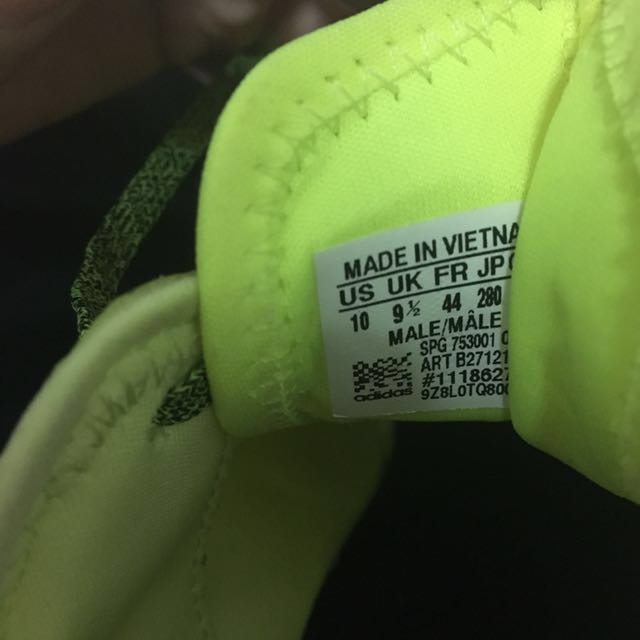 MADE IN VIETNA
US UK FR JP
10 9½ 44 280
MALE/MÂLE
SPG 753001
ART B27121
#1118627
adidas 9Z8L0TQ80